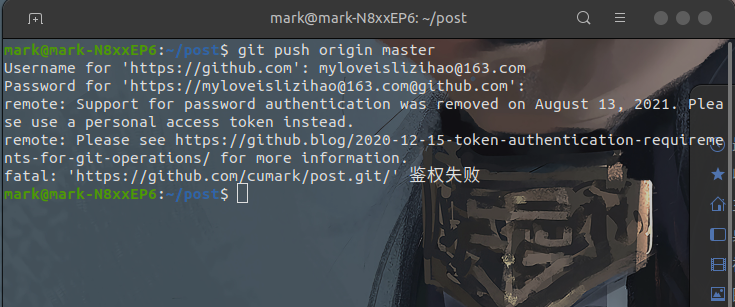 mark@mark-N8xxEP6: ~/post
mark@mark-N8xxEP6:~/post$ git push origin master
Username for 'https://github.com': myloveislizihao@163.com
Password for 'https://myloveislizihao@163.com@github.com':
remote: Support for password authentication was removed on August 13, 2021. Plea
se use a personal access token instead.
remote: Please see https://github.blog/2020-12-15-token-authentication-requireme
nts-for-git-operations/ for more information.
fatal: 'https://github.com/cumark/post.git/' 鉴权失败
mark@mark-N8xxEP6:~/post$